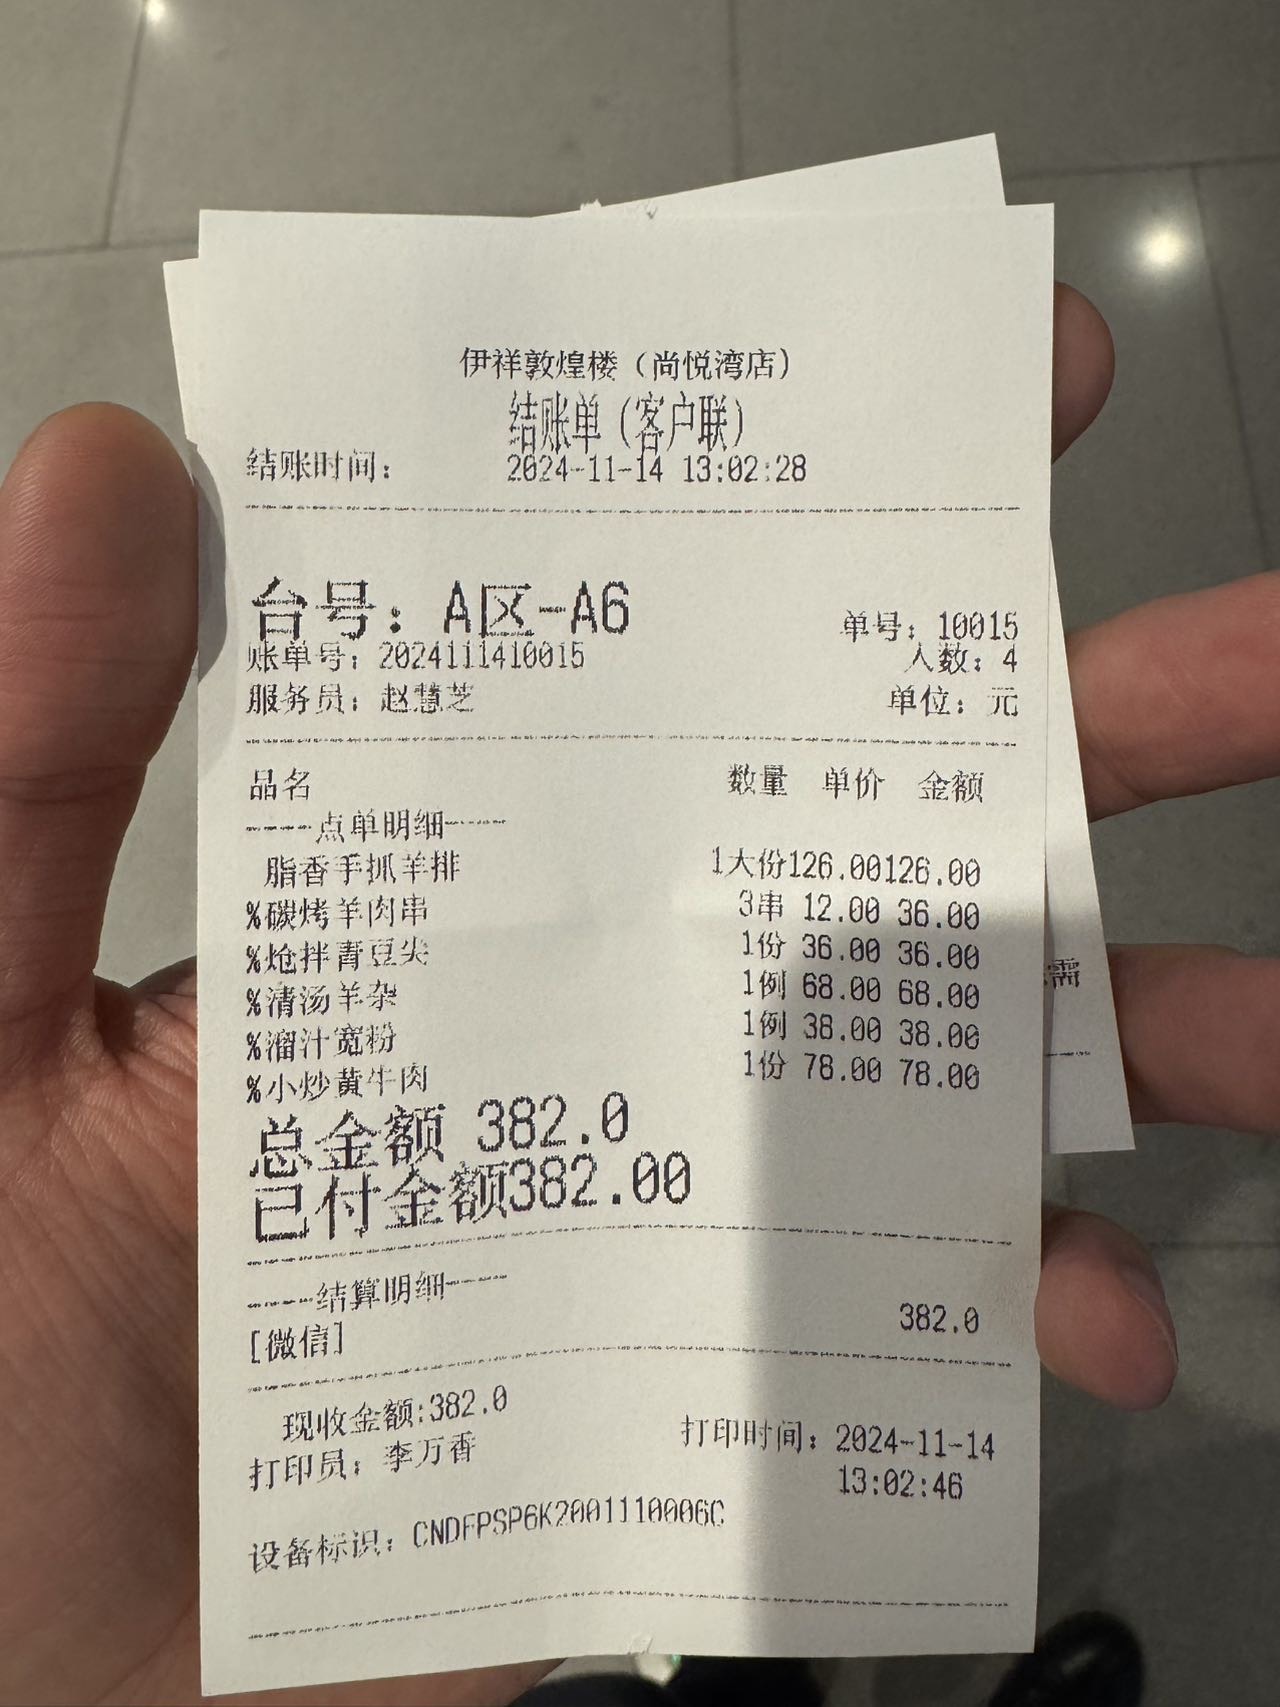 伊祥敦煌楼（尚悦湾店）
结账单（客户联）
结账时间： 2024-11-14 13:02:28
台号：A区-A6
单号：10015
账单号：2024111410015 人数：4
服务员：赵慧芝 单位：元
品名 数量 单价 金额
----点单明细----
脂香手抓羊排 1大份126.00126.00
%碳烤羊肉串 3串 12.00 36.00
%炝拌青豆尖 1份 36.00 36.00
%清汤羊杂 1例 68.00 68.00
%溜汁宽粉 1例 38.00 38.00
%小炒黄牛肉 1份 78.00 78.00
总金额 382.0
已付金额382.00
----结算明细----
[微信] 382.0
现收金额:382.0
打印员：李万香 打印时间：2024-11-14
13:02:46
设备标识：CNDFPSP6K2001110006C
需